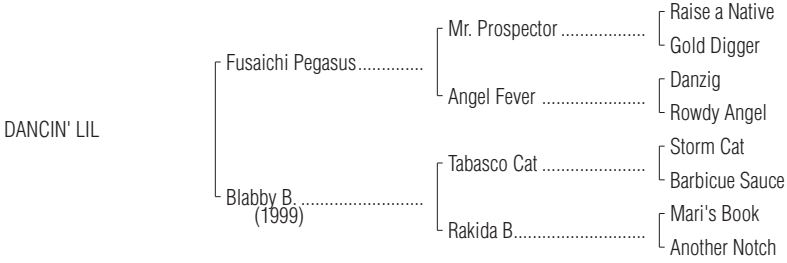 Raise a Native
Mr. Prospector ..................
Gold Digger
Fusaichi Pegasus..............
Danzig
Angel Fever ......................
Rowdy Angel
DANCIN' LIL
Storm Cat
Tabasco Cat ......................
Barbicue Sauce
Blabby B. ..........................
(1999)
Mari's Book
Rakida B............................
Another Notch